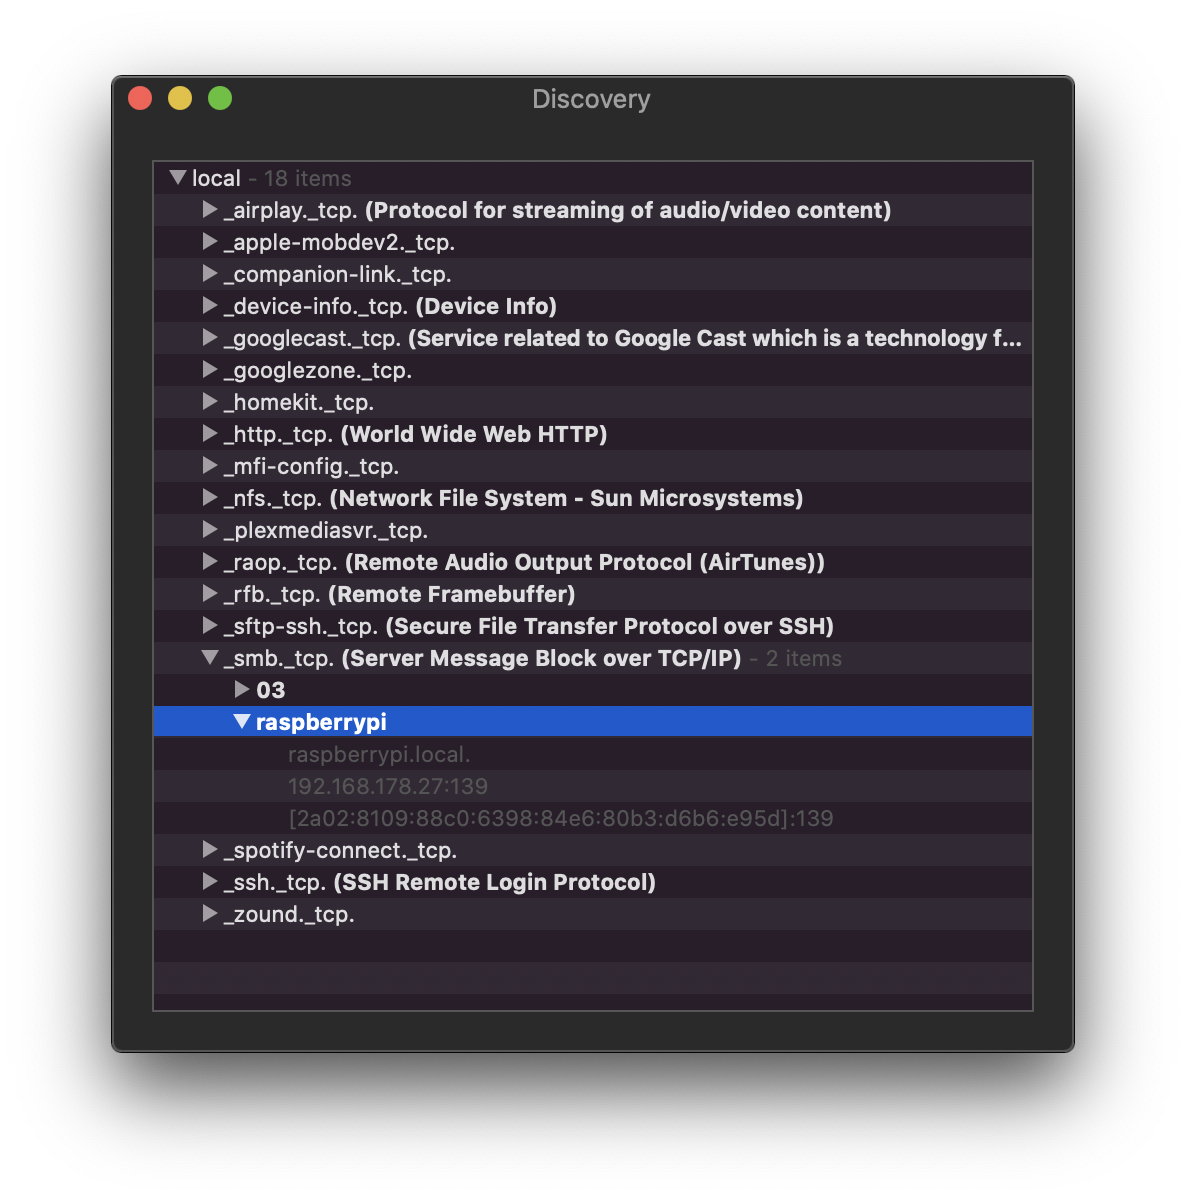 Discovery
local - 18 items
_airplay._tcp. (Protocol for streaming of audio/video content)
_apple-mobdev2._tcp.
_companion-link._tcp.
_device-info._tcp. (Device Info)
_googlecast._tcp. (Service related to Google Cast which is a technology f...
_googlezone._tcp.
_homekit._tcp.
_http._tcp. (World Wide Web HTTP)
_mfi-config._tcp.
_nfs._tcp. (Network File System - Sun Microsystems)
_plexmediasvr._tcp.
_raop._tcp. (Remote Audio Output Protocol (AirTunes))
_rfb._tcp. (Remote Framebuffer)
_sftp-ssh._tcp. (Secure File Transfer Protocol over SSH)
_smb._tcp. (Server Message Block over TCP/IP) - 2 items
03
raspberrypi
raspberrypi.local.
192.168.178.27:139
[2a02:8109:88c0:6398:84e6:80b3:d6b6:e95d]:139
_spotify-connect._tcp.
_ssh._tcp. (SSH Remote Login Protocol)
_zound._tcp.